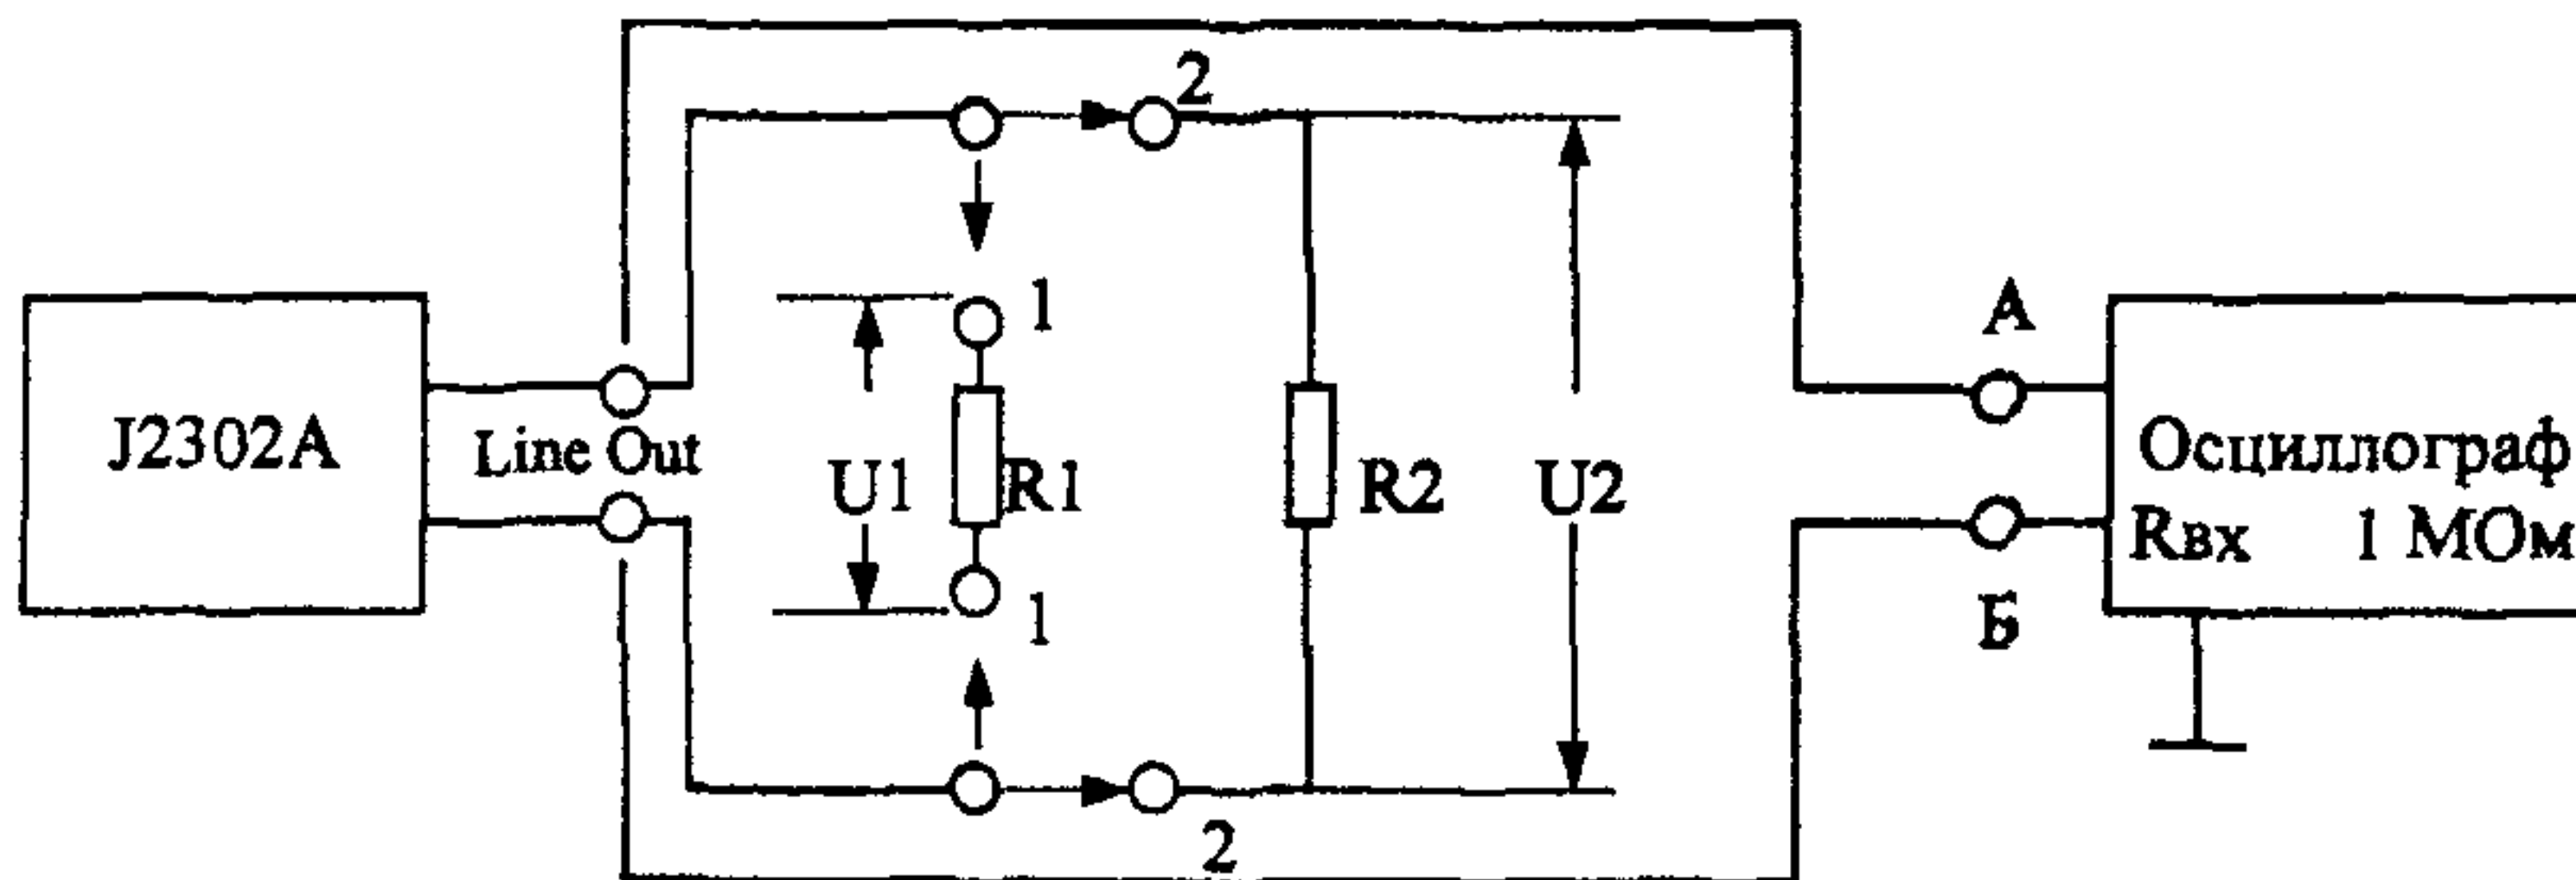 2
1
А
J2302A
Line Out
U1
R1
R2
U2
Осциллограф
Rвх 1 МОм
1
Б
2